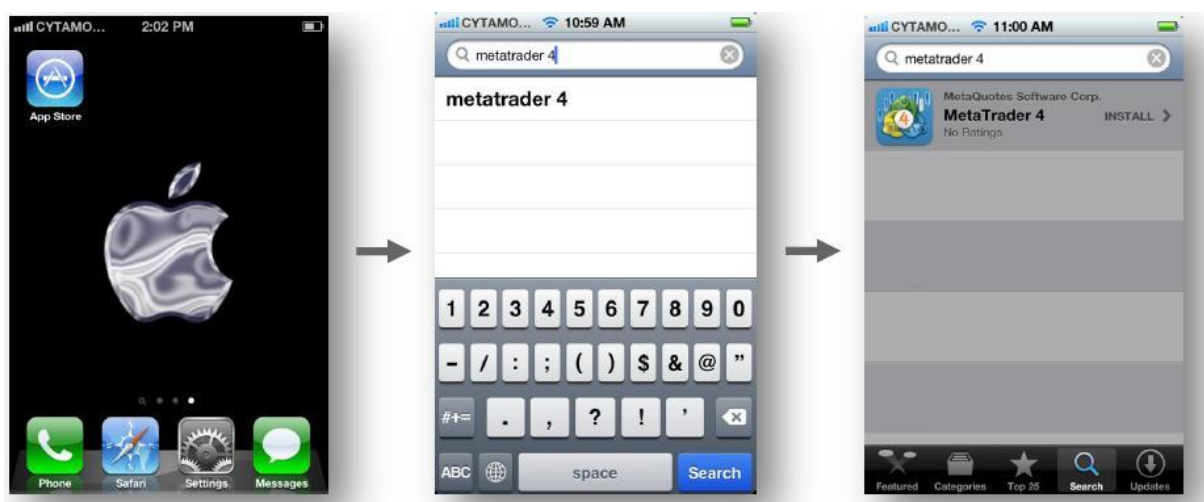 CYTAMO... 2:02 PM
App Store
Phone Safari Settings Messages
CYTAMO... 10:59 AM
metatrader 4
metatrader 4
1 2 3 4 5 6 7 8 9 0
- / : ; ( ) $ & @ "
#+= . , ? ! '
ABC space Search
CYTAMO... 11:00 AM
metatrader 4
MetaQuotes Software Corp.
4 MetaTrader 4 INSTALL
No Ratings
Featured Categories Top 25 Search Updates